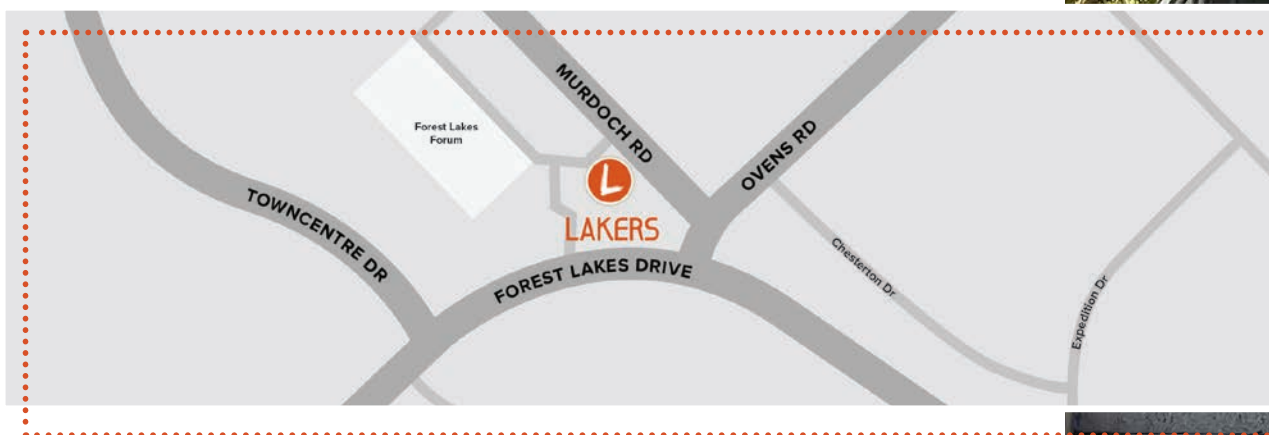 MURDOCH RD
OVENS RD
Forest Lakes
Forum
TOWNCENTRE DR
L
LAKERS
FOREST LAKES DRIVE
Chesterton Dr
Expedition Dr